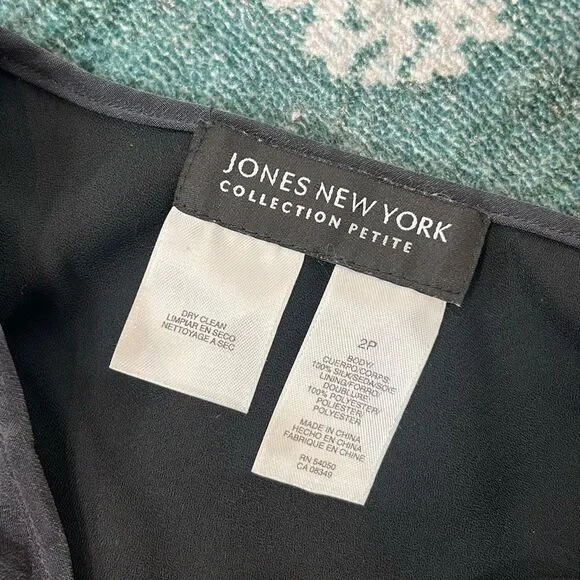 JONES NEW YORK
COLLECTION PETITE
DRY CLEAN
LIMPIAR EN SECO
NETTOYAGE A SEC
2P
BODY/
CUERPO/CORPS:
100% SILK/SEDA/SOIE
LINING/FORRO/
DOUBLURE:
100% POLYESTER/
POLIESTER/
POLYESTER
MADE IN CHINA
HECHO EN CHINA
FABRIQUE EN CHINE
RN 54050
CA 08349